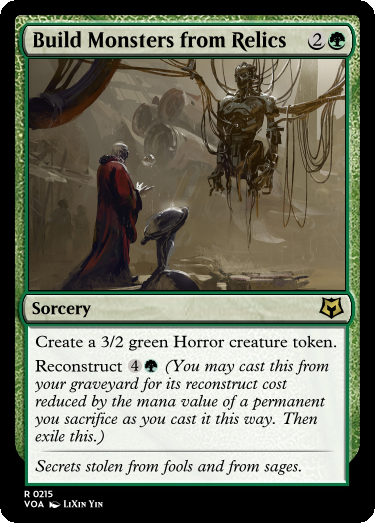 Build Monsters from Relics 2
Sorcery
Create a 3/2 green Horror creature token.
Reconstruct 4 (You may cast this from
your graveyard for its reconstruct cost
reduced by the mana value of a permanent
you sacrifice as you cast it this way. Then
exile this.)
Secrets stolen from fools and from sages.
R 0215
VOA LiXin Yin